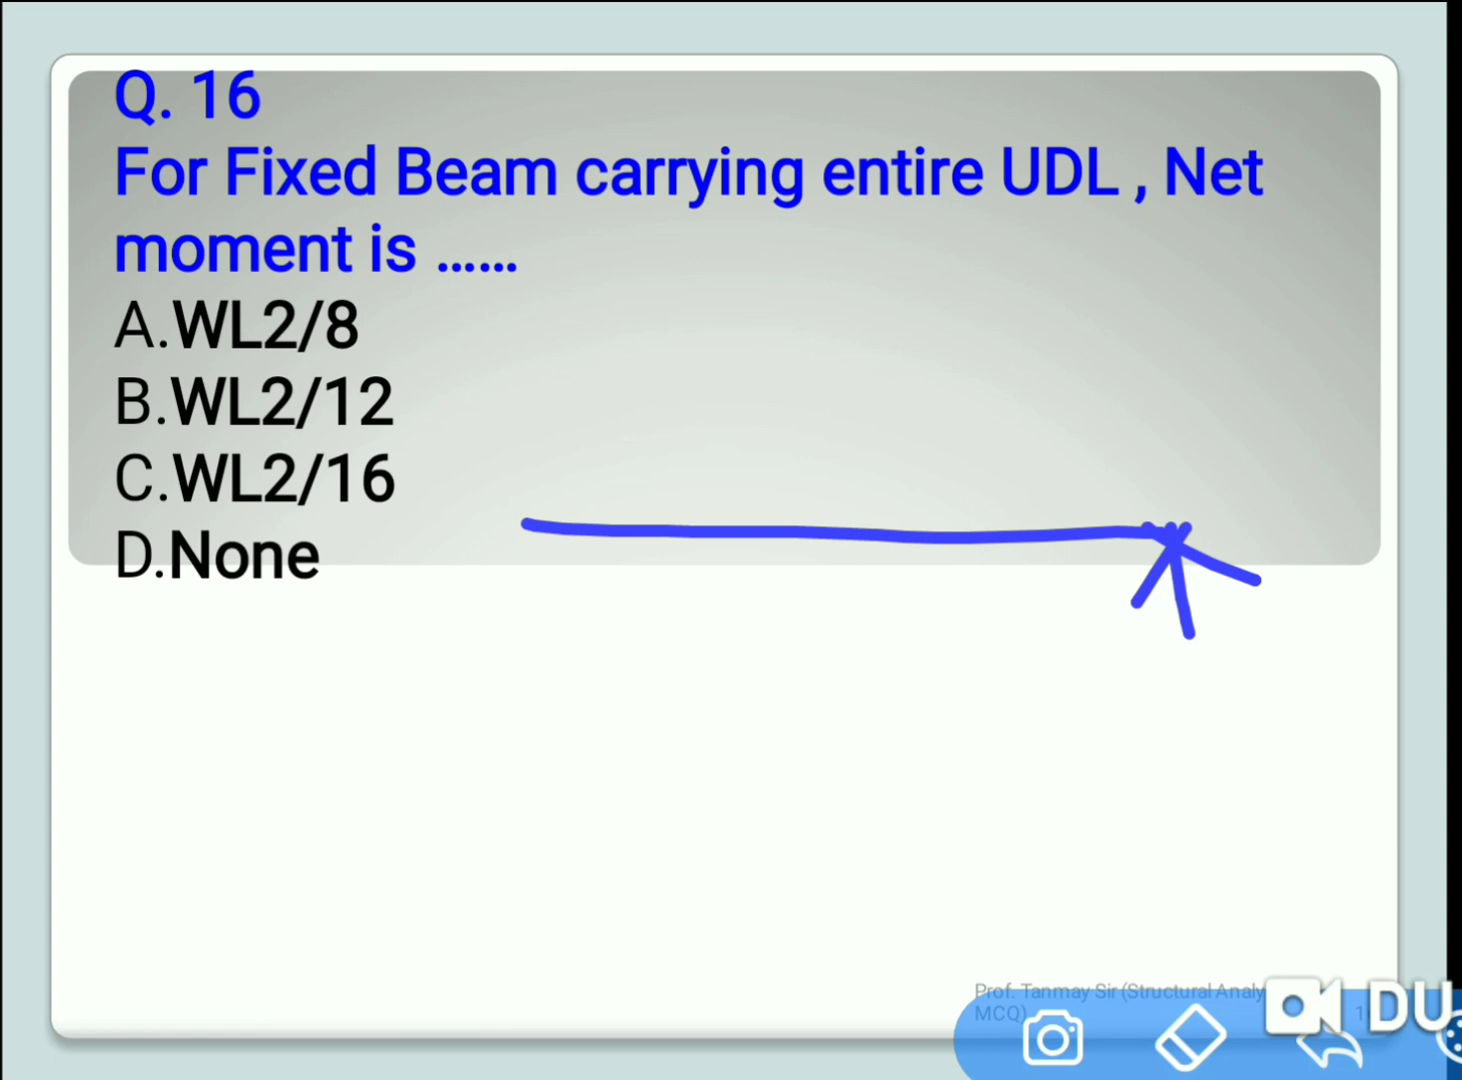 Q. 16
For Fixed Beam carrying entire UDL , Net
moment is ......
A.WL2/8
B.WL2/12
C.WL2/16
D.None
Prof. Tanmay Sir (Structural Analy
MCQ)
DU